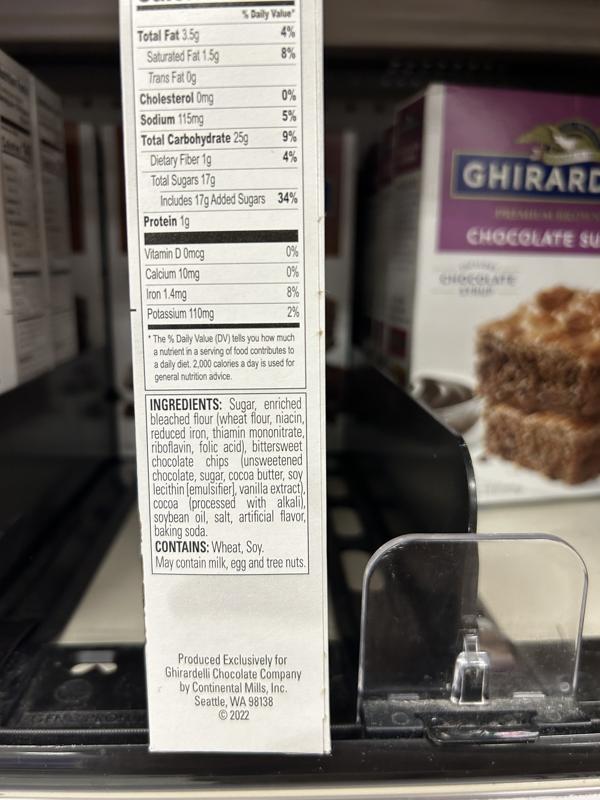 % Daily Value*
Total Fat 3.5g 4%
Saturated Fat 1.5g 8%
Trans Fat 0g
Cholesterol 0mg 0%
Sodium 115mg 5%
Total Carbohydrate 25g 9%
Dietary Fiber 1g 4%
Total Sugars 17g
Includes 17g Added Sugars 34%
Protein 1g
Vitamin D 0mcg 0%
Calcium 10mg 0%
Iron 1.4mg 8%
Potassium 110mg 2%
* The % Daily Value (DV) tells you how much
a nutrient in a serving of food contributes to
a daily diet. 2,000 calories a day is used for
general nutrition advice.
INGREDIENTS: Sugar, enriched
bleached flour (wheat flour, niacin,
reduced iron, thiamin mononitrate,
riboflavin, folic acid), bittersweet
chocolate chips (unsweetened
chocolate, sugar, cocoa butter, soy
lecithin [emulsifier], vanilla extract),
cocoa (processed with alkali),
soybean oil, salt, artificial flavor,
baking soda.
CONTAINS: Wheat, Soy.
May contain milk, egg and tree nuts.
Produced Exclusively for
Ghirardelli Chocolate Company
by Continental Mills, Inc.
Seattle, WA 98138
© 2022
GHIRARD
PREMIUM BROWN
CHOCOLATE SU
CHOCOLATE
SYRUP